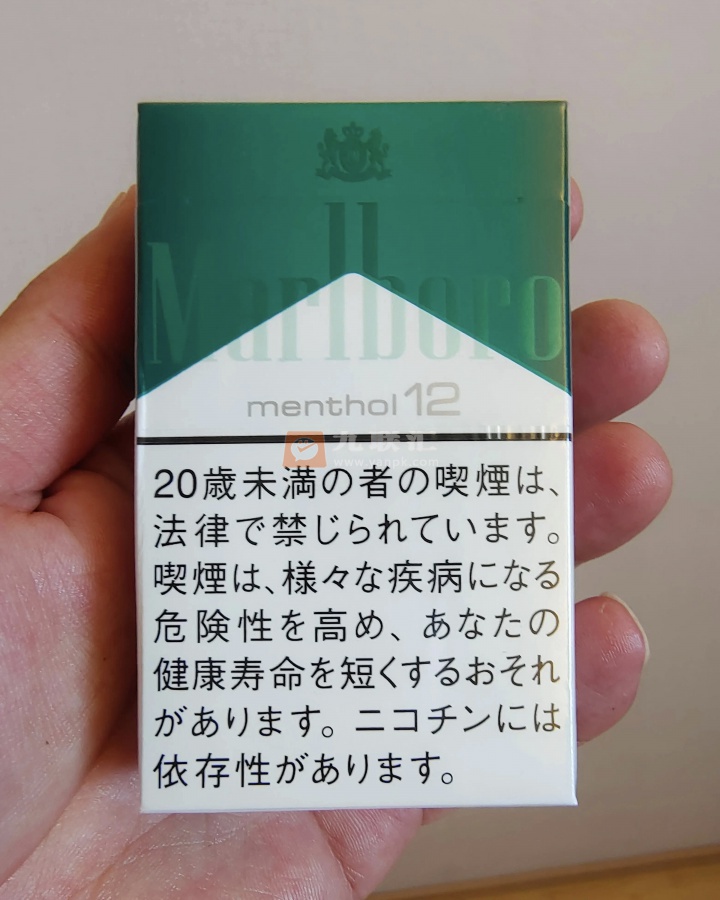 Marlboro
menthol 12
九联汇
20歳未満の者の喫煙は、
法律で禁じられています。
喫煙は、様々な疾病になる
危険性を高め、あなたの
健康寿命を短くするおそれ
があります。ニコチンには
依存性があります。